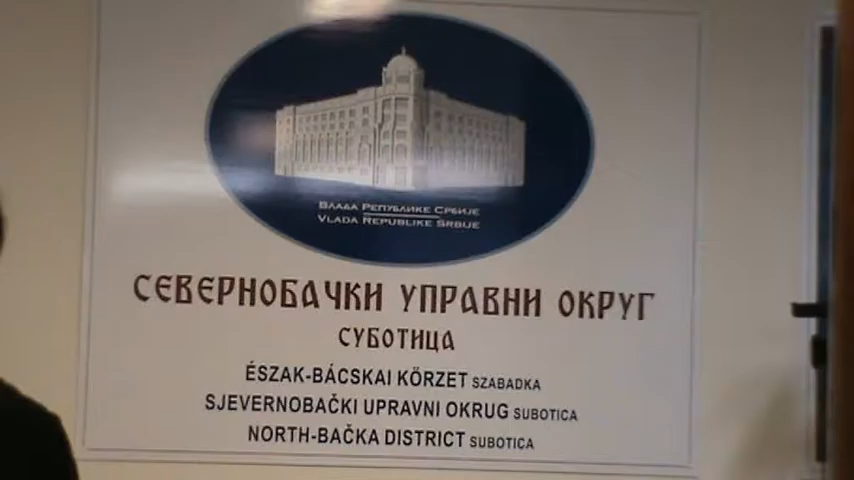 ВЛАДА РЕПУБЛИКЕ СРБИЈЕ
VLADA REPUBLIKE SRBIJE
СЕВЕРНОБАЧКИ УПРАВНИ ОКРУГ
СУБОТИЦА
ÉSZAK-BÁCSKAI KÖRZET SZABADKA
SJEVERNOBAČKI UPRAVNI OKRUG SUBOTICA
NORTH-BAČKA DISTRICT SUBOTICA